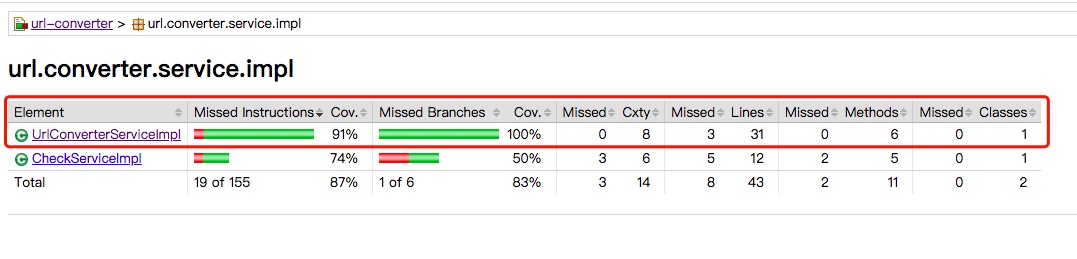 url-converter > url.converter.service.impl
url.converter.service.impl
Element Missed Instructions Cov. Missed Branches Cov. Missed Cxty Missed Lines Missed Methods Missed Classes
C UrlConverterServiceImpl 91% 100% 0 8 3 31 0 6 0 1
C CheckServiceImpl 74% 50% 3 6 5 12 2 5 0 1
Total 19 of 155 87% 1 of 6 83% 3 14 8 43 2 11 0 2